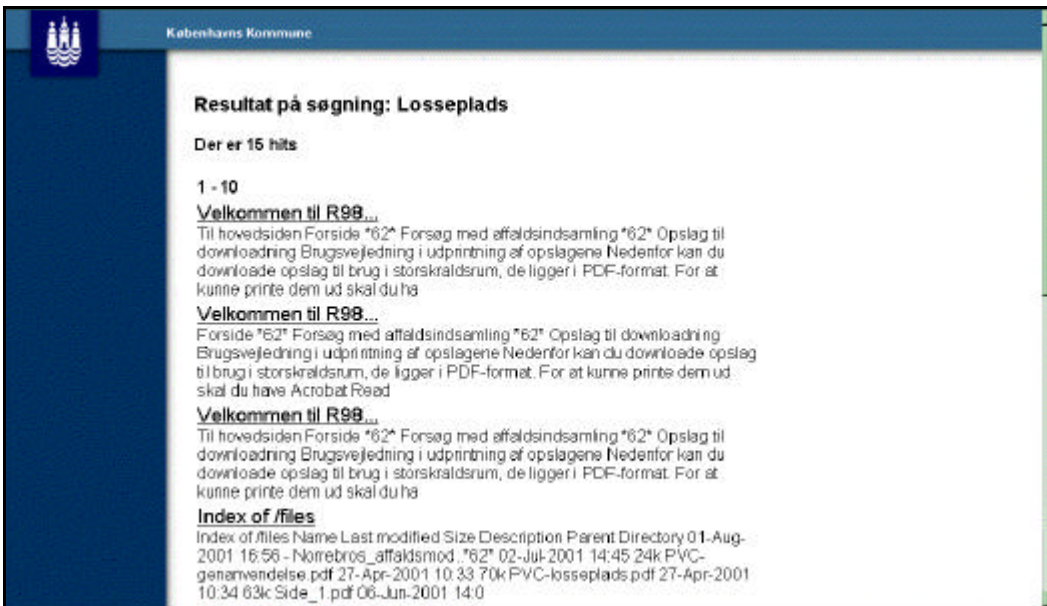 Københavns Kommune
Resultat på søgning: Losseplads
Der er 15 hits
1 - 10
Velkommen til R98...
Til hovedsiden Forside *62* Forsøg med affaldsindsamling *62* Opslag til
downloadning Brugsvejledning i udprintning af opslagene Nedenfor kan du
downloade opslag til brug i storskraldsrum, de ligger i PDF-format. For at
kunne printe dem ud skal du ha
Velkommen til R98...
Forside *62* Forsøg med affaldsindsamling *62* Opslag til downloadning
Brugsvejledning i udprintning af opslagene Nedenfor kan du downloade opslag
til brug i storskraldsrum, de ligger i PDF-format. For at kunne printe dem ud
skal du have Acrobat Read
Velkommen til R98...
Til hovedsiden Forside *62* Forsøg med affaldsindsamling *62* Opslag til
downloadning Brugsvejledning i udprintning af opslagene Nedenfor kan du
downloade opslag til brug i storskraldsrum, de ligger i PDF-format. For at
kunne printe dem ud skal du ha
Index of /files
Index of /files Name Last modified Size Description Parent Directory 01-Aug-
2001 16:56 - Norrebros_affaldsmod..*62* 02-Jul-2001 14:45 24k PVC-
genanvendelse.pdf 27-Apr-2001 10:33 70k PVC-losseplads.pdf 27-Apr-2001
10:34 63k Side_1.pdf 06-Jun-2001 14:0